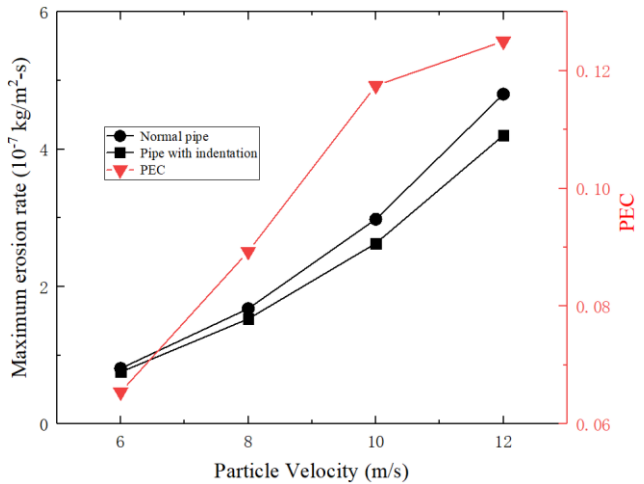 Maximum erosion rate (10⁻⁷ kg/m²-s)
6
4
2
0
Normal pipe
Pipe with indentation
PEC
0.12
0.10
0.08
0.06
PEC
6 8 10 12
Particle Velocity (m/s)